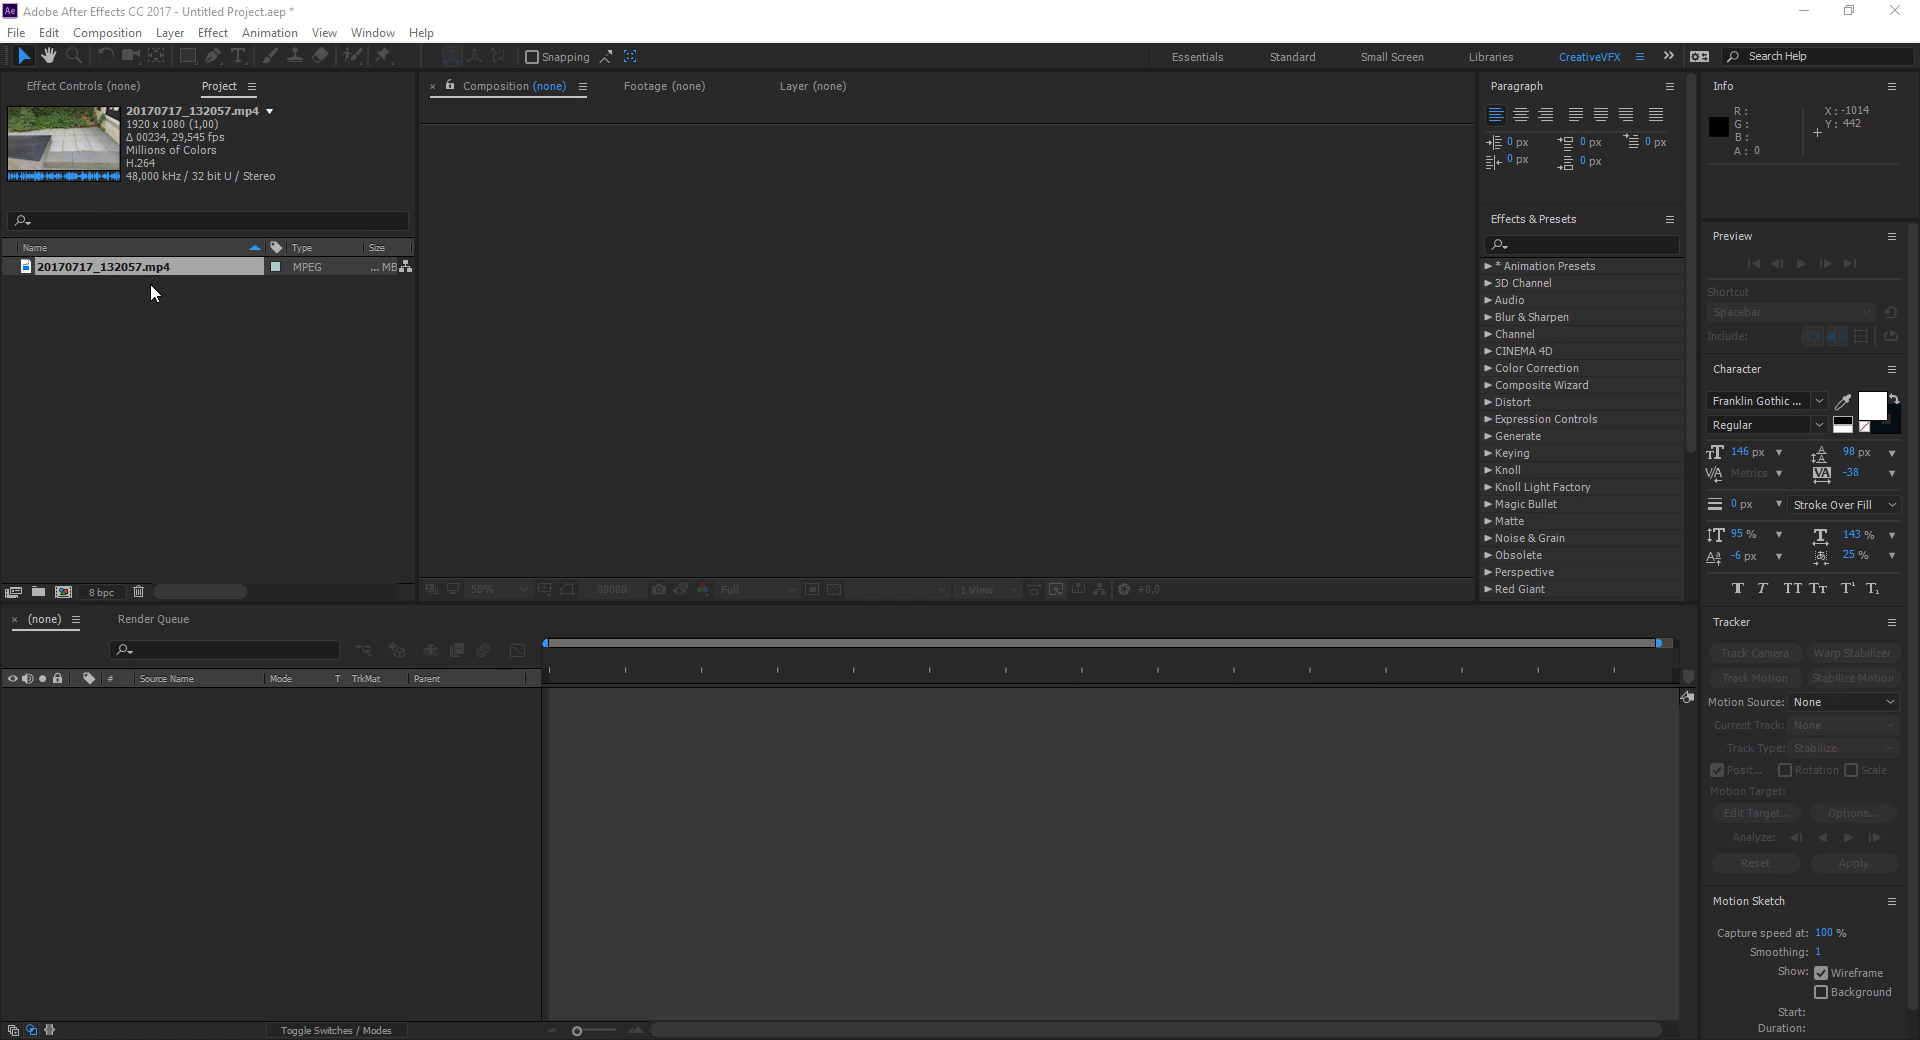 Adobe After Effects CC 2017 - Untitled Project.aep *
File Edit Composition Layer Effect Animation View Window Help
Snapping
Essentials Standard Small Screen Libraries CreativeVFX Search Help
Effect Controls (none) Project
20170717_132057.mp4
1920 x 1080 (1,00)
Δ 00234, 29,545 fps
Millions of Colors
H.264
48,000 kHz / 32 bit U / Stereo
Name Type Size
20170717_132057.mp4 MPEG ... MB
8 bpc
Composition (none) Footage (none) Layer (none)
50% 00000 Full 1 View +0,0
Paragraph
0 px 0 px 0 px
0 px 0 px
Effects & Presets
* Animation Presets
3D Channel
Audio
Blur & Sharpen
Channel
CINEMA 4D
Color Correction
Composite Wizard
Distort
Expression Controls
Generate
Keying
Knoll
Knoll Light Factory
Magic Bullet
Matte
Noise & Grain
Obsolete
Perspective
Red Giant
Info
R: X: -1014
G: Y: 442
B:
A: 0
Preview
Shortcut
Spacebar
Include:
Character
Franklin Gothic ...
Regular
146 px 98 px
Metrics -38
0 px Stroke Over Fill
95 % 143 %
-6 px 25 %
T T TT Tт T¹ T₁
Tracker
Track Camera Warp Stabilizer
Track Motion Stabilize Motion
Motion Source: None
Current Track: None
Track Type: Stabilize
Posit... Rotation Scale
Motion Target:
Edit Target... Options...
Analyze:
Reset Apply
Motion Sketch
Capture speed at: 100 %
Smoothing: 1
Show: Wireframe
Background
Start:
Duration:
(none) Render Queue
# Source Name Mode T TrkMat Parent
Toggle Switches / Modes